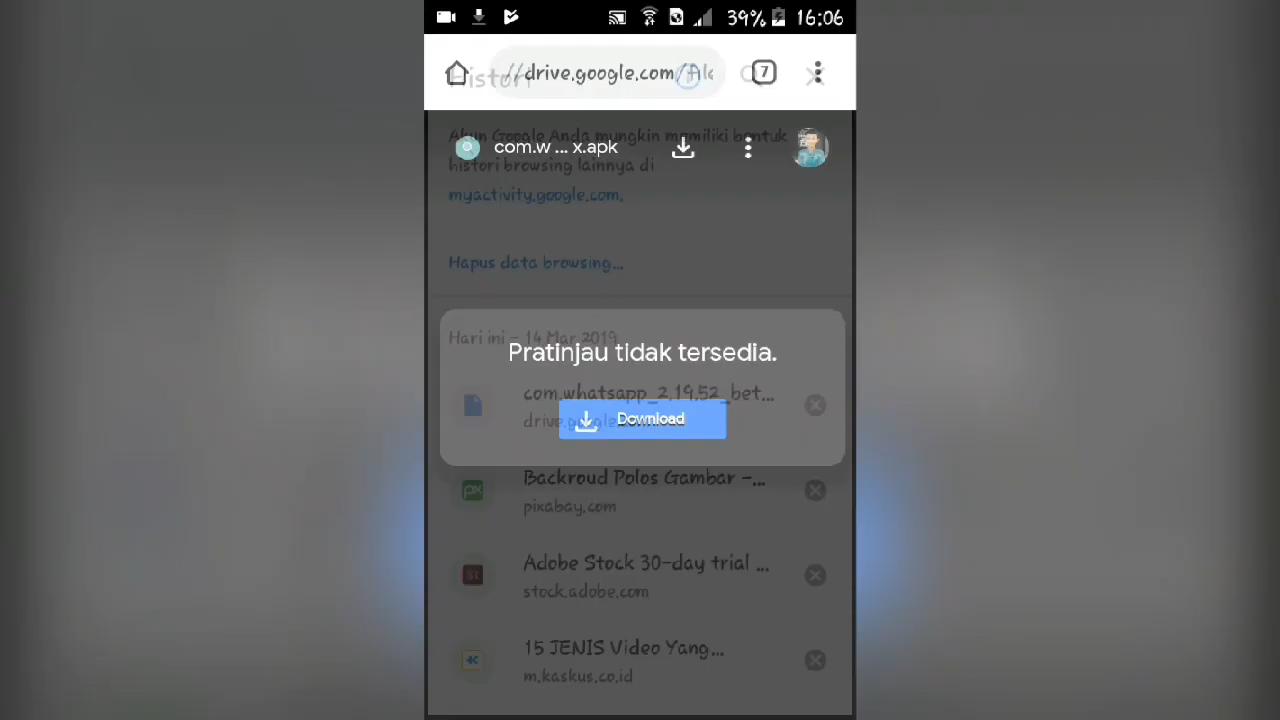 39% 16:06
Histori
//drive.google.com/file
7
Akun Google Anda mungkin memiliki bentuk
com.w ... x.apk
histori browsing lainnya di
myactivity.google.com.
Hapus data browsing...
Hari ini - 14 Mar 2019
Pratinjau tidak tersedia.
com.whatsapp_2.19.52_bet...
Download
Backroud Polos Gambar -...
pixabay.com
Adobe Stock 30-day trial ...
St
stock.adobe.com
15 JENIS Video Yang...
m.kaskus.co.id